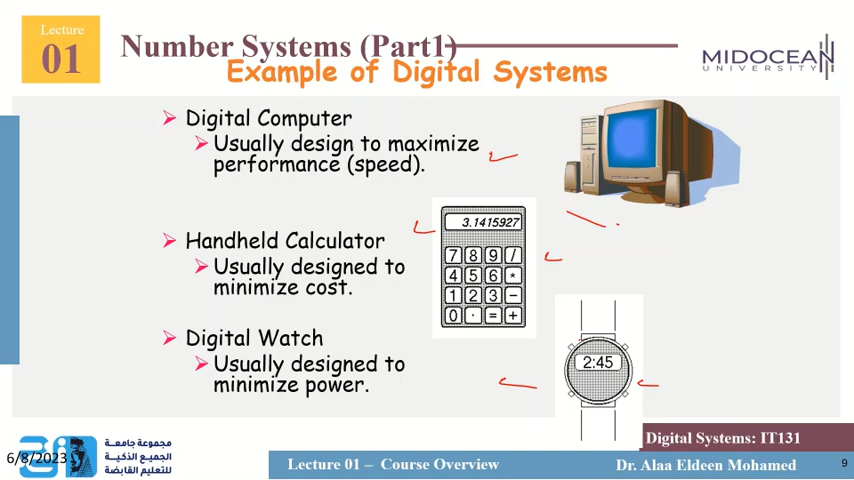 Lecture
01
Number Systems (Part1)
Example of Digital Systems
MIDOCEAN
UNIVERSITY
Digital Computer
Usually design to maximize
performance (speed).
3.1415927
7 8 9 /
4 5 6 *
1 2 3 −
0 · = +
Handheld Calculator
Usually designed to
minimize cost.
Digital Watch
Usually designed to
minimize power.
2:45
Digital Systems: IT131
مجموعة جامعة
الجميع الذكية
للتعليم القابضة
6/8/2023
Lecture 01 – Course Overview
Dr. Alaa Eldeen Mohamed
9